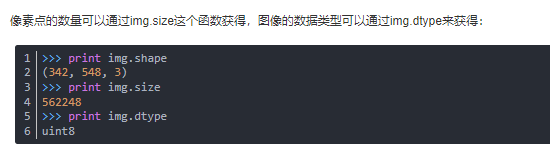 像素点的数量可以通过img.size这个函数获得，图像的数据类型可以通过img.dtype来获得：
1 >>> print img.shape
2 (342, 548, 3)
3 >>> print img.size
4 562248
5 >>> print img.dtype
6 uint8